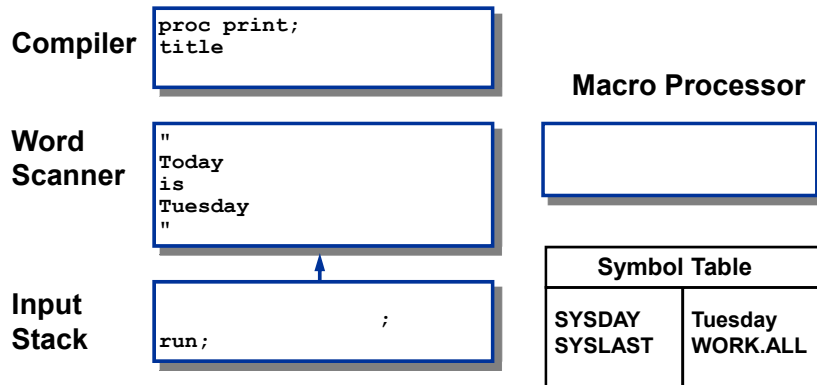 Compiler
proc print;
title
Macro Processor
Word
Scanner
"
Today
is
Tuesday
"
Input
Stack
;
run;
Symbol Table
SYSDAY Tuesday
SYSLAST WORK.ALL